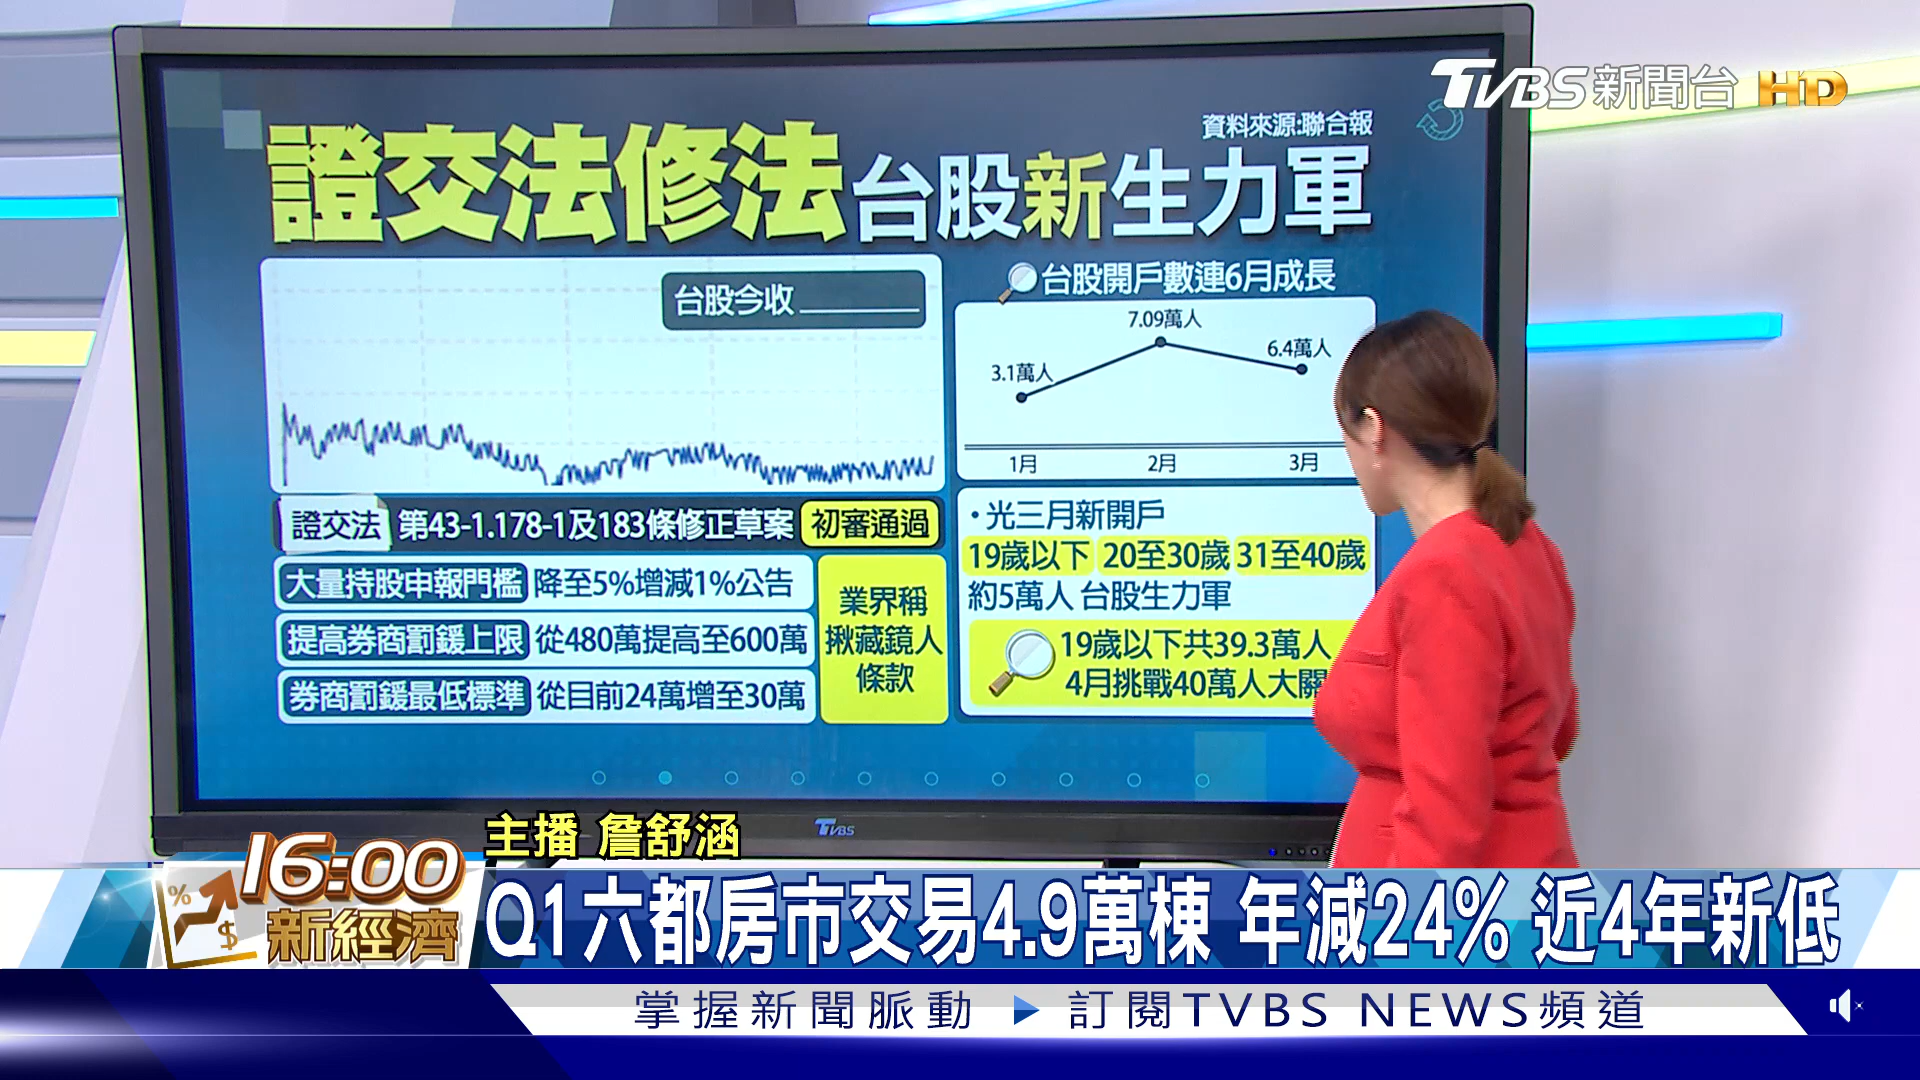 TVBS新聞台 HD
資料來源:聯合報
證交法修法台股新生力軍
台股今收
台股開戶數連6月成長
7.09萬人
6.4萬人
3.1萬人
1月 2月 3月
證交法 第43-1.178-1及183條修正草案 初審通過
大量持股申報門檻 降至5%增減1%公告
提高券商罰鍰上限 從480萬提高至600萬
券商罰鍰最低標準 從目前24萬增至30萬
業界稱
揪藏鏡人
條款
・光三月新開戶
19歲以下 20至30歲 31至40歲
約5萬人 台股生力軍
19歲以下共39.3萬人
4月挑戰40萬人大關
TVBS
主播 詹舒涵
16:00
新經濟
% $
Q1六都房市交易4.9萬棟 年減24% 近4年新低
掌握新聞脈動 ▶ 訂閱TVBS NEWS頻道